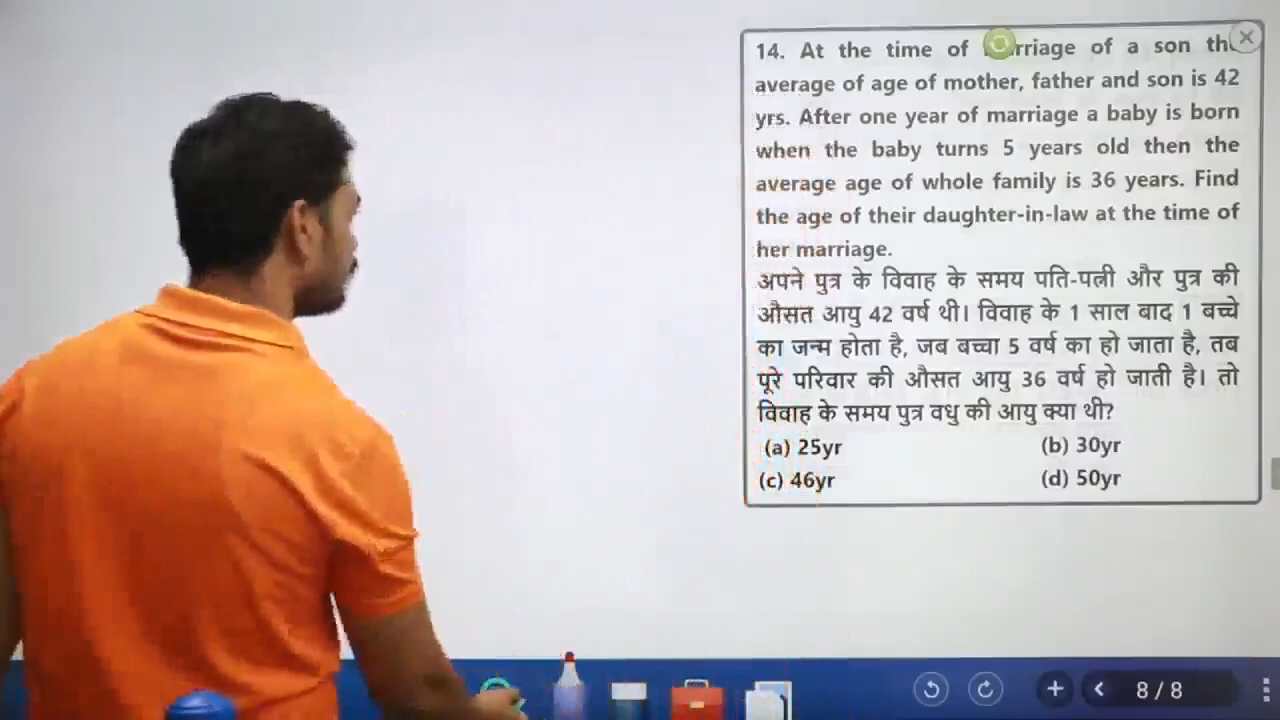 14. At the time of rriage of a son th
average of age of mother, father and son is 42
yrs. After one year of marriage a baby is born
when the baby turns 5 years old then the
average age of whole family is 36 years. Find
the age of their daughter-in-law at the time of
her marriage.
अपने पुत्र के विवाह के समय पति-पत्नी और पुत्र की
औसत आयु 42 वर्ष थी। विवाह के 1 साल बाद 1 बच्चे
का जन्म होता है, जब बच्चा 5 वर्ष का हो जाता है, तब
पूरे परिवार की औसत आयु 36 वर्ष हो जाती है। तो
विवाह के समय पुत्र वधु की आयु क्या थी?
(a) 25yr (b) 30yr
(c) 46yr (d) 50yr
8 / 8